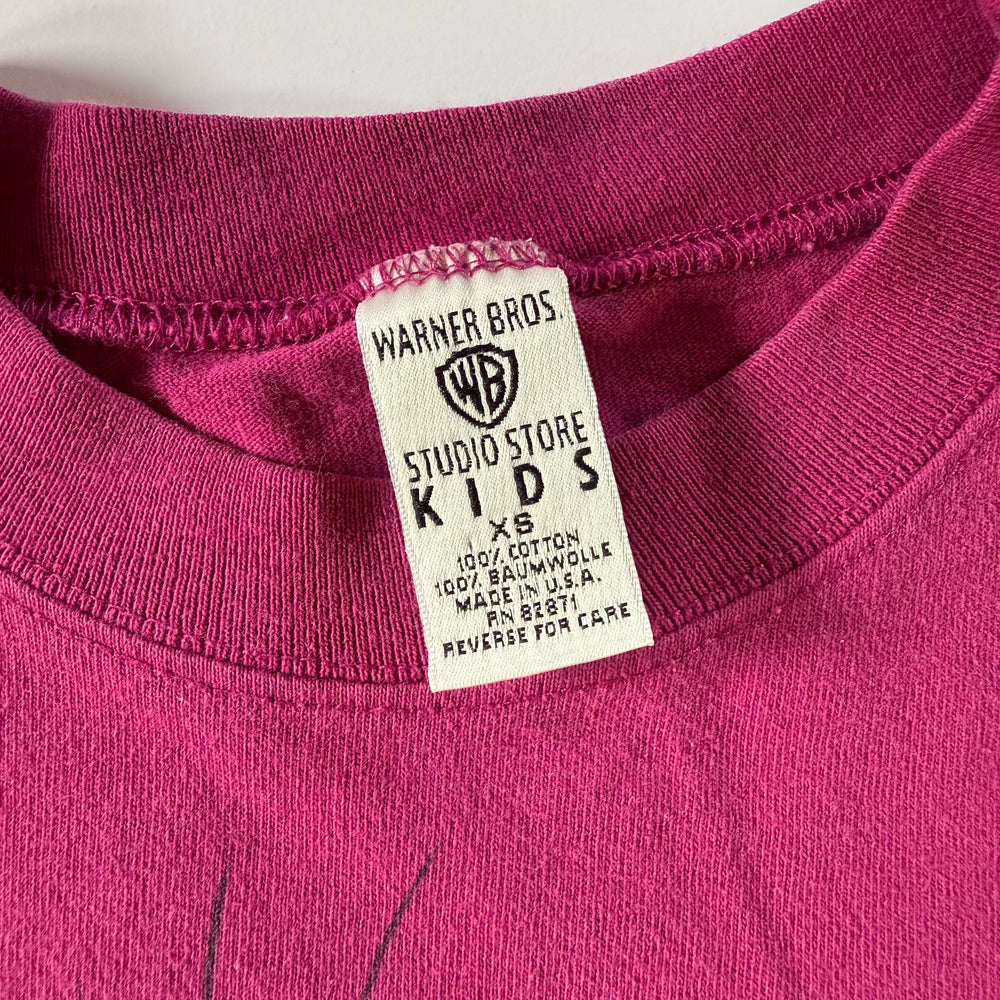 WARNER BROS.
WB
STUDIO STORE
KIDS
XS
100% COTTON
100% BAUMWOLLE
MADE IN U.S.A.
RN 82871
REVERSE FOR CARE